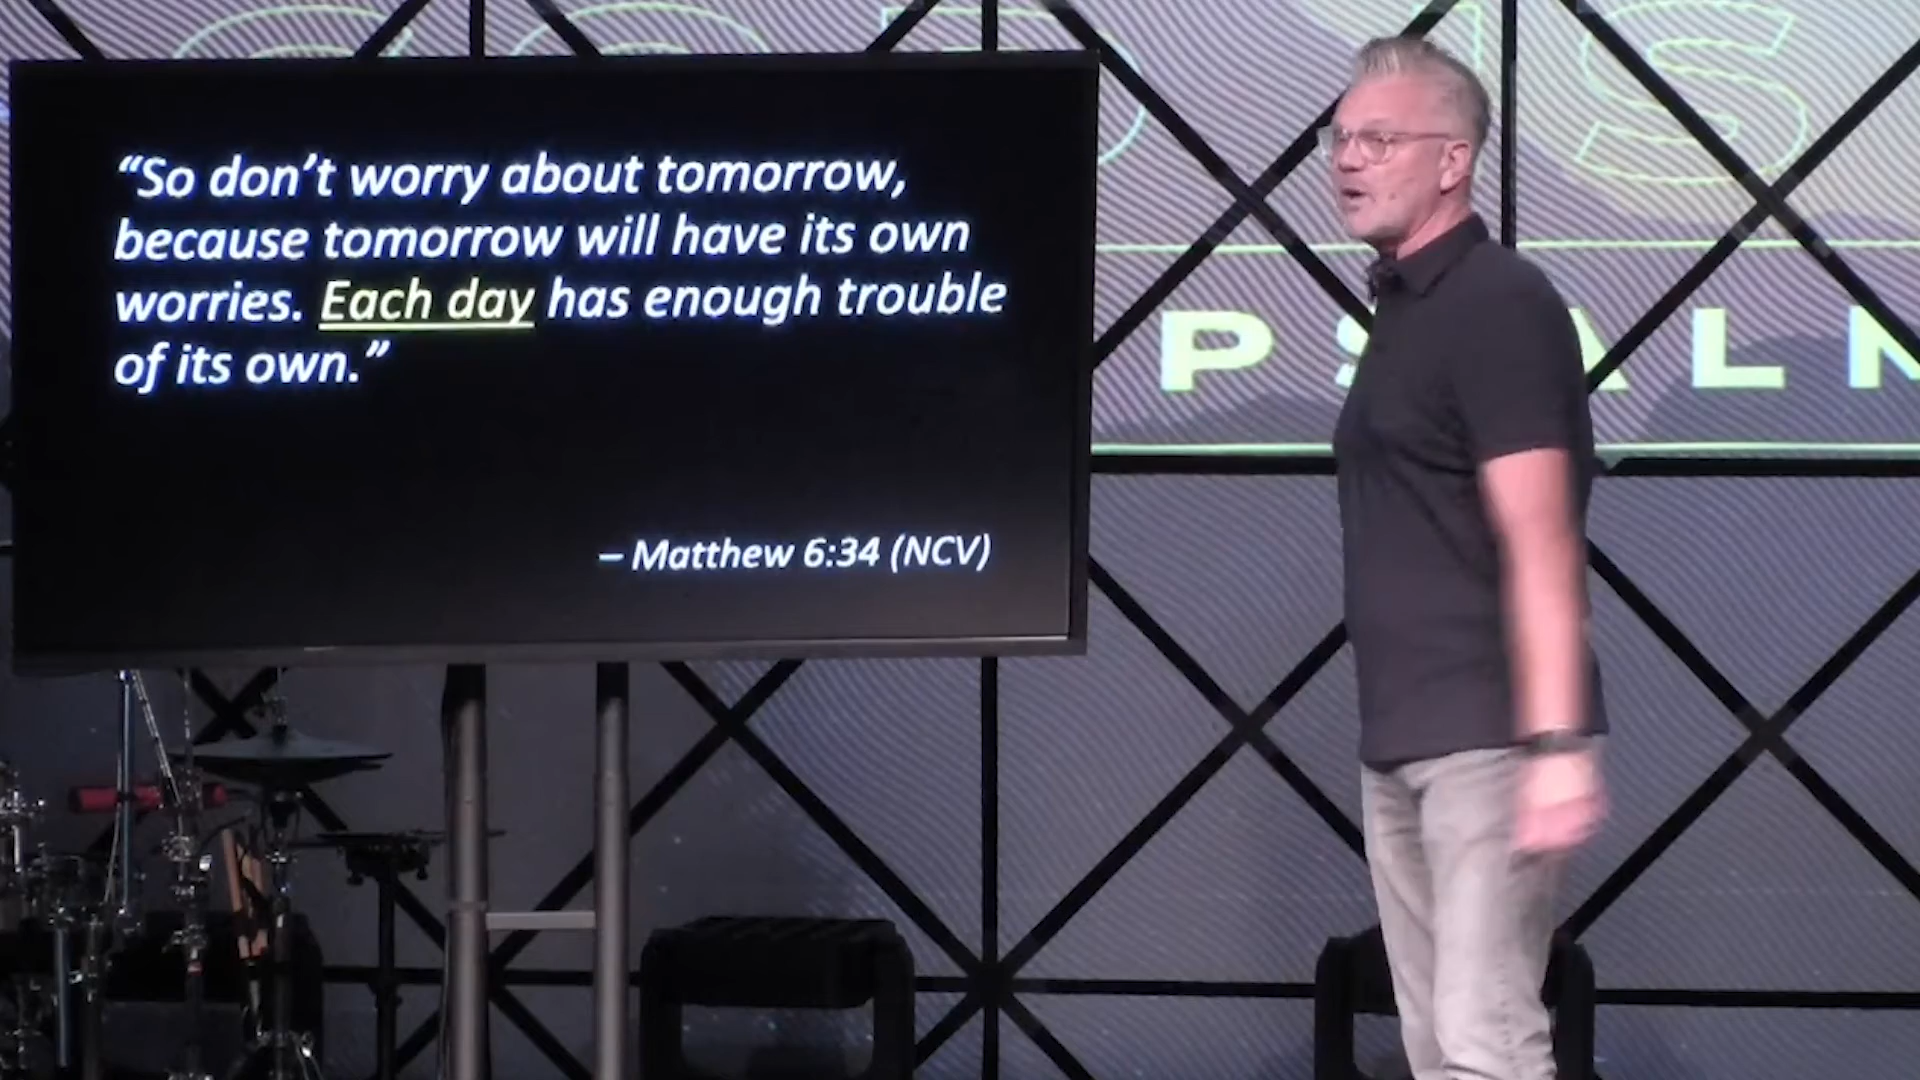 “So don’t worry about tomorrow,
because tomorrow will have its own
worries. Each day has enough trouble
of its own.”
– Matthew 6:34 (NCV)